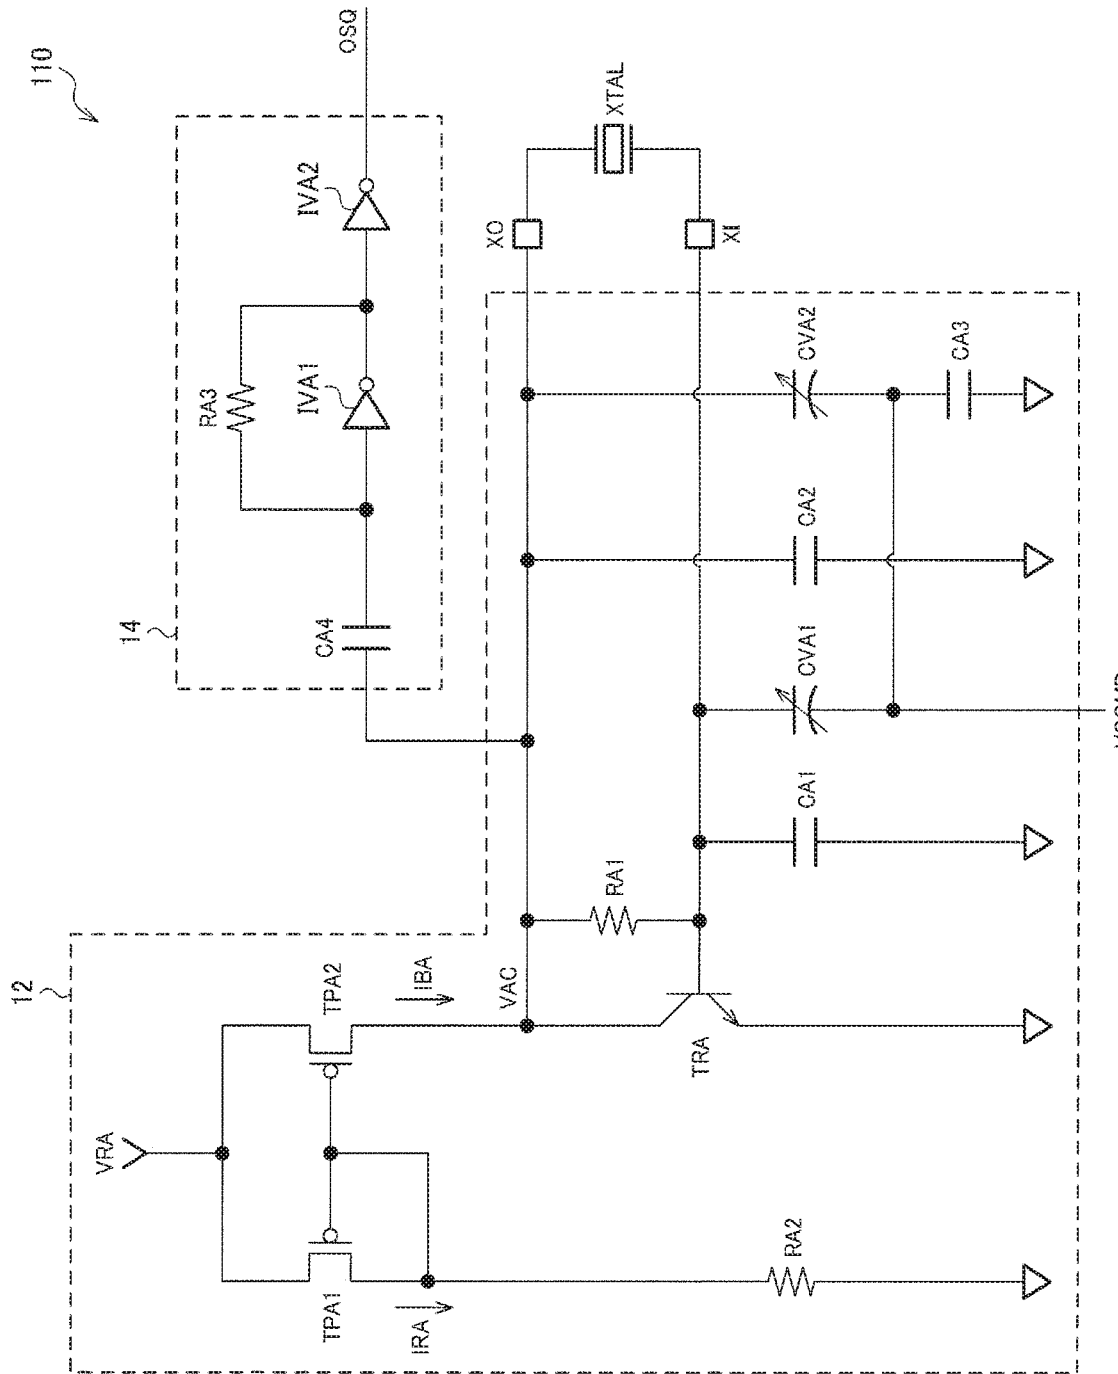 110
OSQ
14
IVA2
RA3
IVA1
CA4
XTAL
XO
XI
12
VRA
TPA1
TPA2
IRA
IBA
VAC
RA1
TRA
RA2
CA1
CVA1
CA2
CVA2
CA3